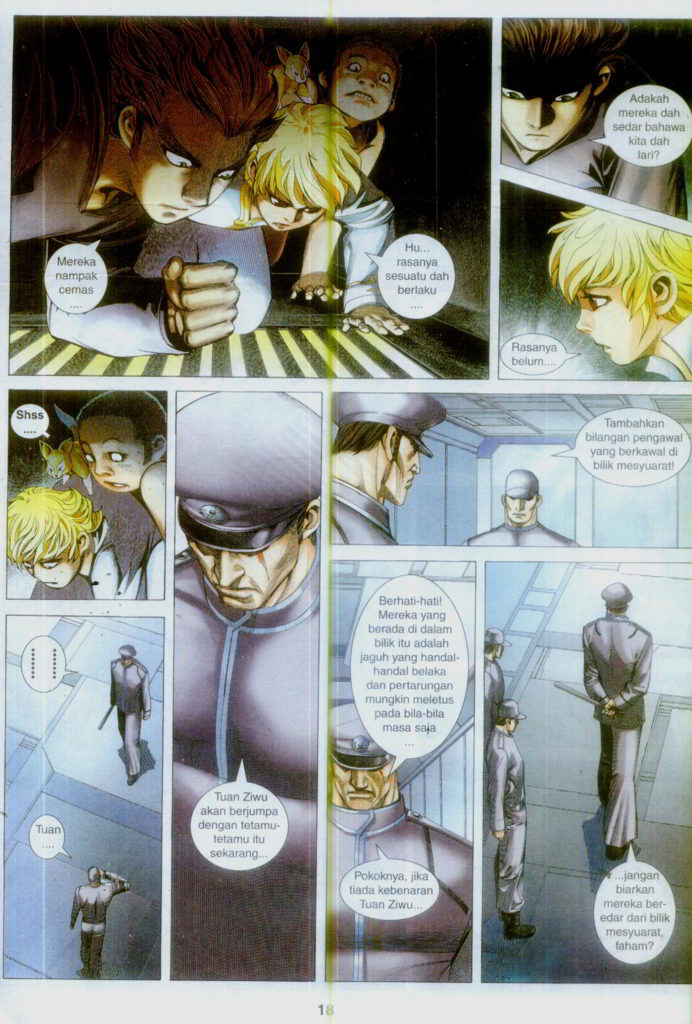 Mereka
nampak
cemas
....
Hu...
rasanya
sesuatu dah
berlaku
....
Adakah
mereka dah
sedar bahawa
kita dah
lari?
Rasanya
belum....
Shss
....
Tuan Ziwu
akan berjumpa
dengan tetamu-
tetamu itu
sekarang...
Tambahkan
bilangan pengawal
yang berkawal di
bilik mesyuarat!
.......
Tuan
....
Berhati-hati!
Mereka yang
berada di dalam
bilik itu adalah
jaguh yang handal-
handal belaka
dan pertarungan
mungkin meletus
pada bila-bila
masa saja
...
Pokoknya, jika
tiada kebenaran
Tuan Ziwu...
...jangan
biarkan
mereka ber-
edar dari bilik
mesyuarat,
faham?
18